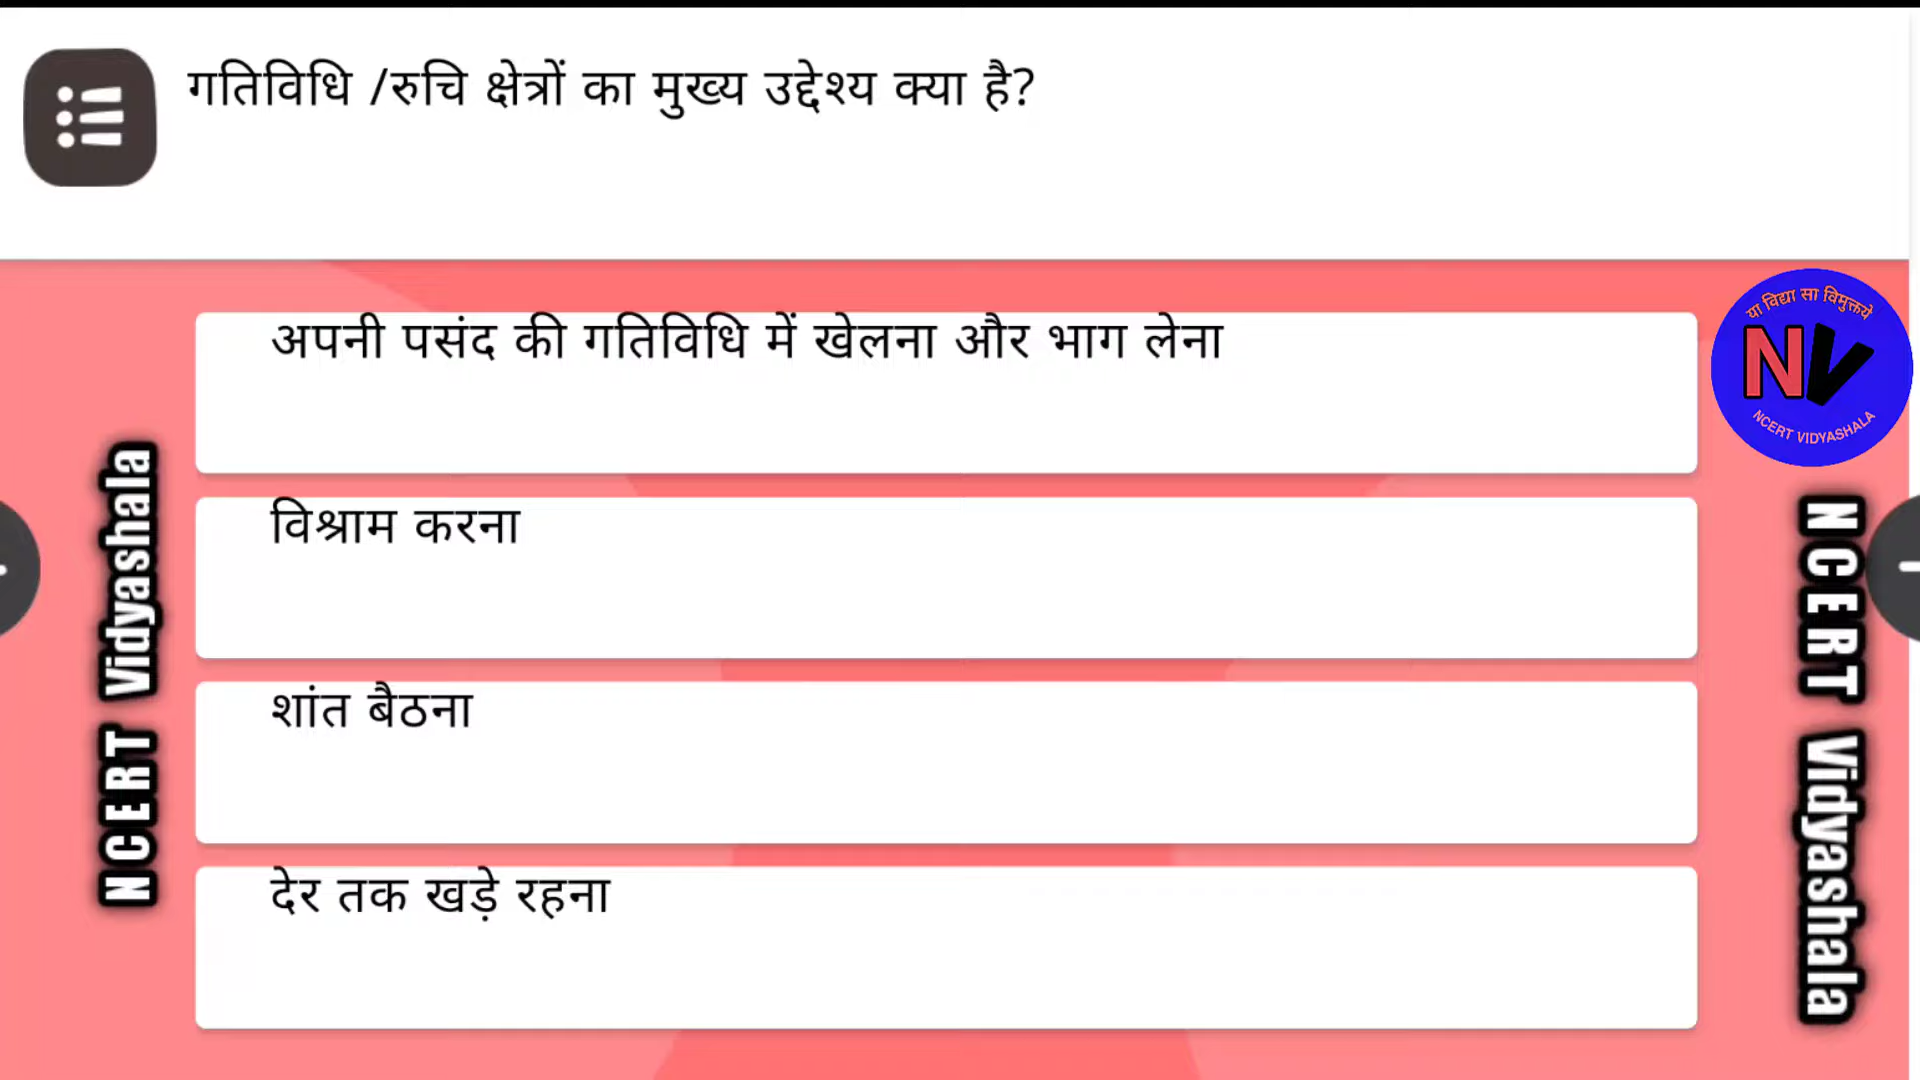 गतिविधि /रुचि क्षेत्रों का मुख्य उद्देश्य क्या है?
अपनी पसंद की गतिविधि में खेलना और भाग लेना
विश्राम करना
शांत बैठना
देर तक खड़े रहना
या विद्या सा विमुक्तये
NV
NCERT VIDYASHALA
NCERT Vidyashala
NCERT Vidyashala